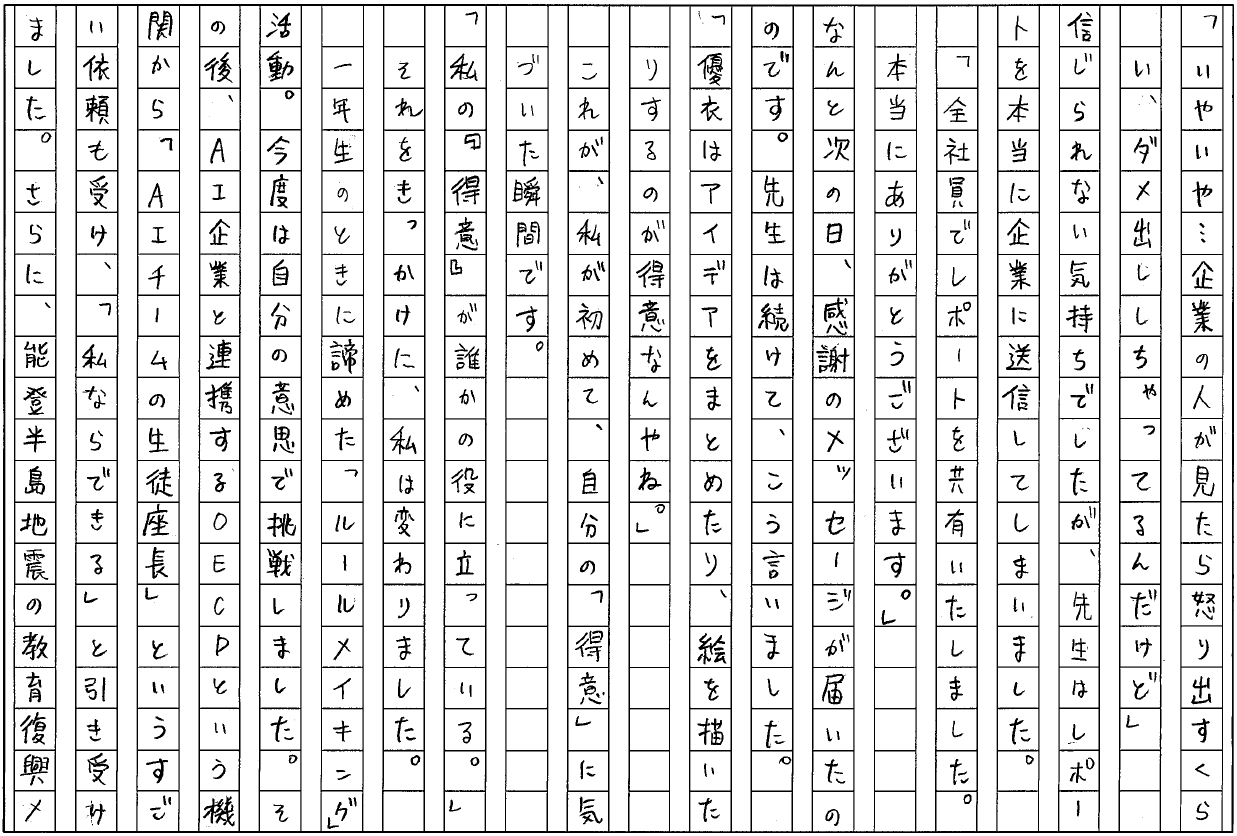 「いやいや…企業の人が見たら怒り出すくら
い、ダメ出ししちゃってるんだけど」
信じられない気持ちでしたが、先生はレポー
トを本当に企業に送信してしまいました。
「全社員でレポートを共有いたしました。
本当にありがとうございます。」
なんと次の日、感謝のメッセージが届いたの
のです。先生は続けて、こう言いました。
「優衣はアイデアをまとめたり、絵を描いた
りするのが得意なんやね。」
これが、私が初めて、自分の「得意」に気
づいた瞬間です。
「私の『得意』が誰かの役に立っている。」
それをきっかけに、私は変わりました。
一年生のときに諦めた「ルールメイキング」
活動。今度は自分の意思で挑戦しました。そ
の後、AI企業と連携するOECDという機
関から「AIチームの生徒座長」というすご
い依頼も受け、「私ならできる」と引き受け
ました。さらに、能登半島地震の教育復興メ